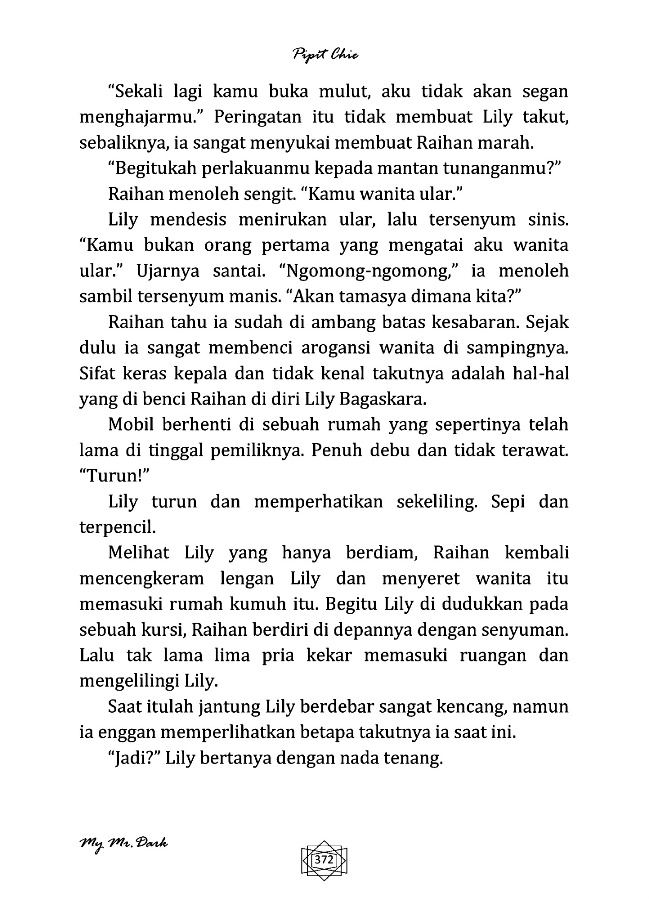 Pipit Chie
“Sekali lagi kamu buka mulut, aku tidak akan segan
menghajarmu.” Peringatan itu tidak membuat Lily takut,
sebaliknya, ia sangat menyukai membuat Raihan marah.
“Begitukah perlakuanmu kepada mantan tunanganmu?”
Raihan menoleh sengit. “Kamu wanita ular.”
Lily mendesis menirukan ular, lalu tersenyum sinis.
“Kamu bukan orang pertama yang mengatai aku wanita
ular.” Ujarnya santai. “Ngomong-ngomong,” ia menoleh
sambil tersenyum manis. “Akan tamasya dimana kita?”
Raihan tahu ia sudah di ambang batas kesabaran. Sejak
dulu ia sangat membenci arogansi wanita di sampingnya.
Sifat keras kepala dan tidak kenal takutnya adalah hal-hal
yang di benci Raihan di diri Lily Bagaskara.
Mobil berhenti di sebuah rumah yang sepertinya telah
lama di tinggal pemiliknya. Penuh debu dan tidak terawat.
“Turun!”
Lily turun dan memperhatikan sekeliling. Sepi dan
terpencil.
Melihat Lily yang hanya berdiam, Raihan kembali
mencengkeram lengan Lily dan menyeret wanita itu
memasuki rumah kumuh itu. Begitu Lily di dudukkan pada
sebuah kursi, Raihan berdiri di depannya dengan senyuman.
Lalu tak lama lima pria kekar memasuki ruangan dan
mengelilingi Lily.
Saat itulah jantung Lily berdebar sangat kencang, namun
ia enggan memperlihatkan betapa takutnya ia saat ini.
“Jadi?” Lily bertanya dengan nada tenang.
My Mr. Dark
372